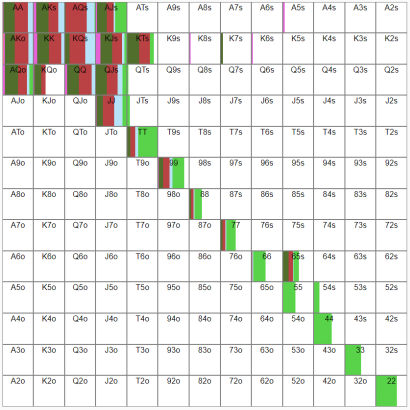 AA AKs AQs AJs ATs A9s A8s A7s A6s A5s A4s A3s A2s
AKo KK KQs KJs KTs K9s K8s K7s K6s K5s K4s K3s K2s
AQo KQo QQ QJs QTs Q9s Q8s Q7s Q6s Q5s Q4s Q3s Q2s
AJo KJo QJo JJ JTs J9s J8s J7s J6s J5s J4s J3s J2s
ATo KTo QTo JTo TT T9s T8s T7s T6s T5s T4s T3s T2s
A9o K9o Q9o J9o T9o 99 98s 97s 96s 95s 94s 93s 92s
A8o K8o Q8o J8o T8o 98o 88 87s 86s 85s 84s 83s 82s
A7o K7o Q7o J7o T7o 97o 87o 77 76s 75s 74s 73s 72s
A6o K6o Q6o J6o T6o 96o 86o 76o 66 65s 64s 63s 62s
A5o K5o Q5o J5o T5o 95o 85o 75o 65o 55 54s 53s 52s
A4o K4o Q4o J4o T4o 94o 84o 74o 64o 54o 44 43s 42s
A3o K3o Q3o J3o T3o 93o 83o 73o 63o 53o 43o 33 32s
A2o K2o Q2o J2o T2o 92o 82o 72o 62o 52o 42o 32o 22